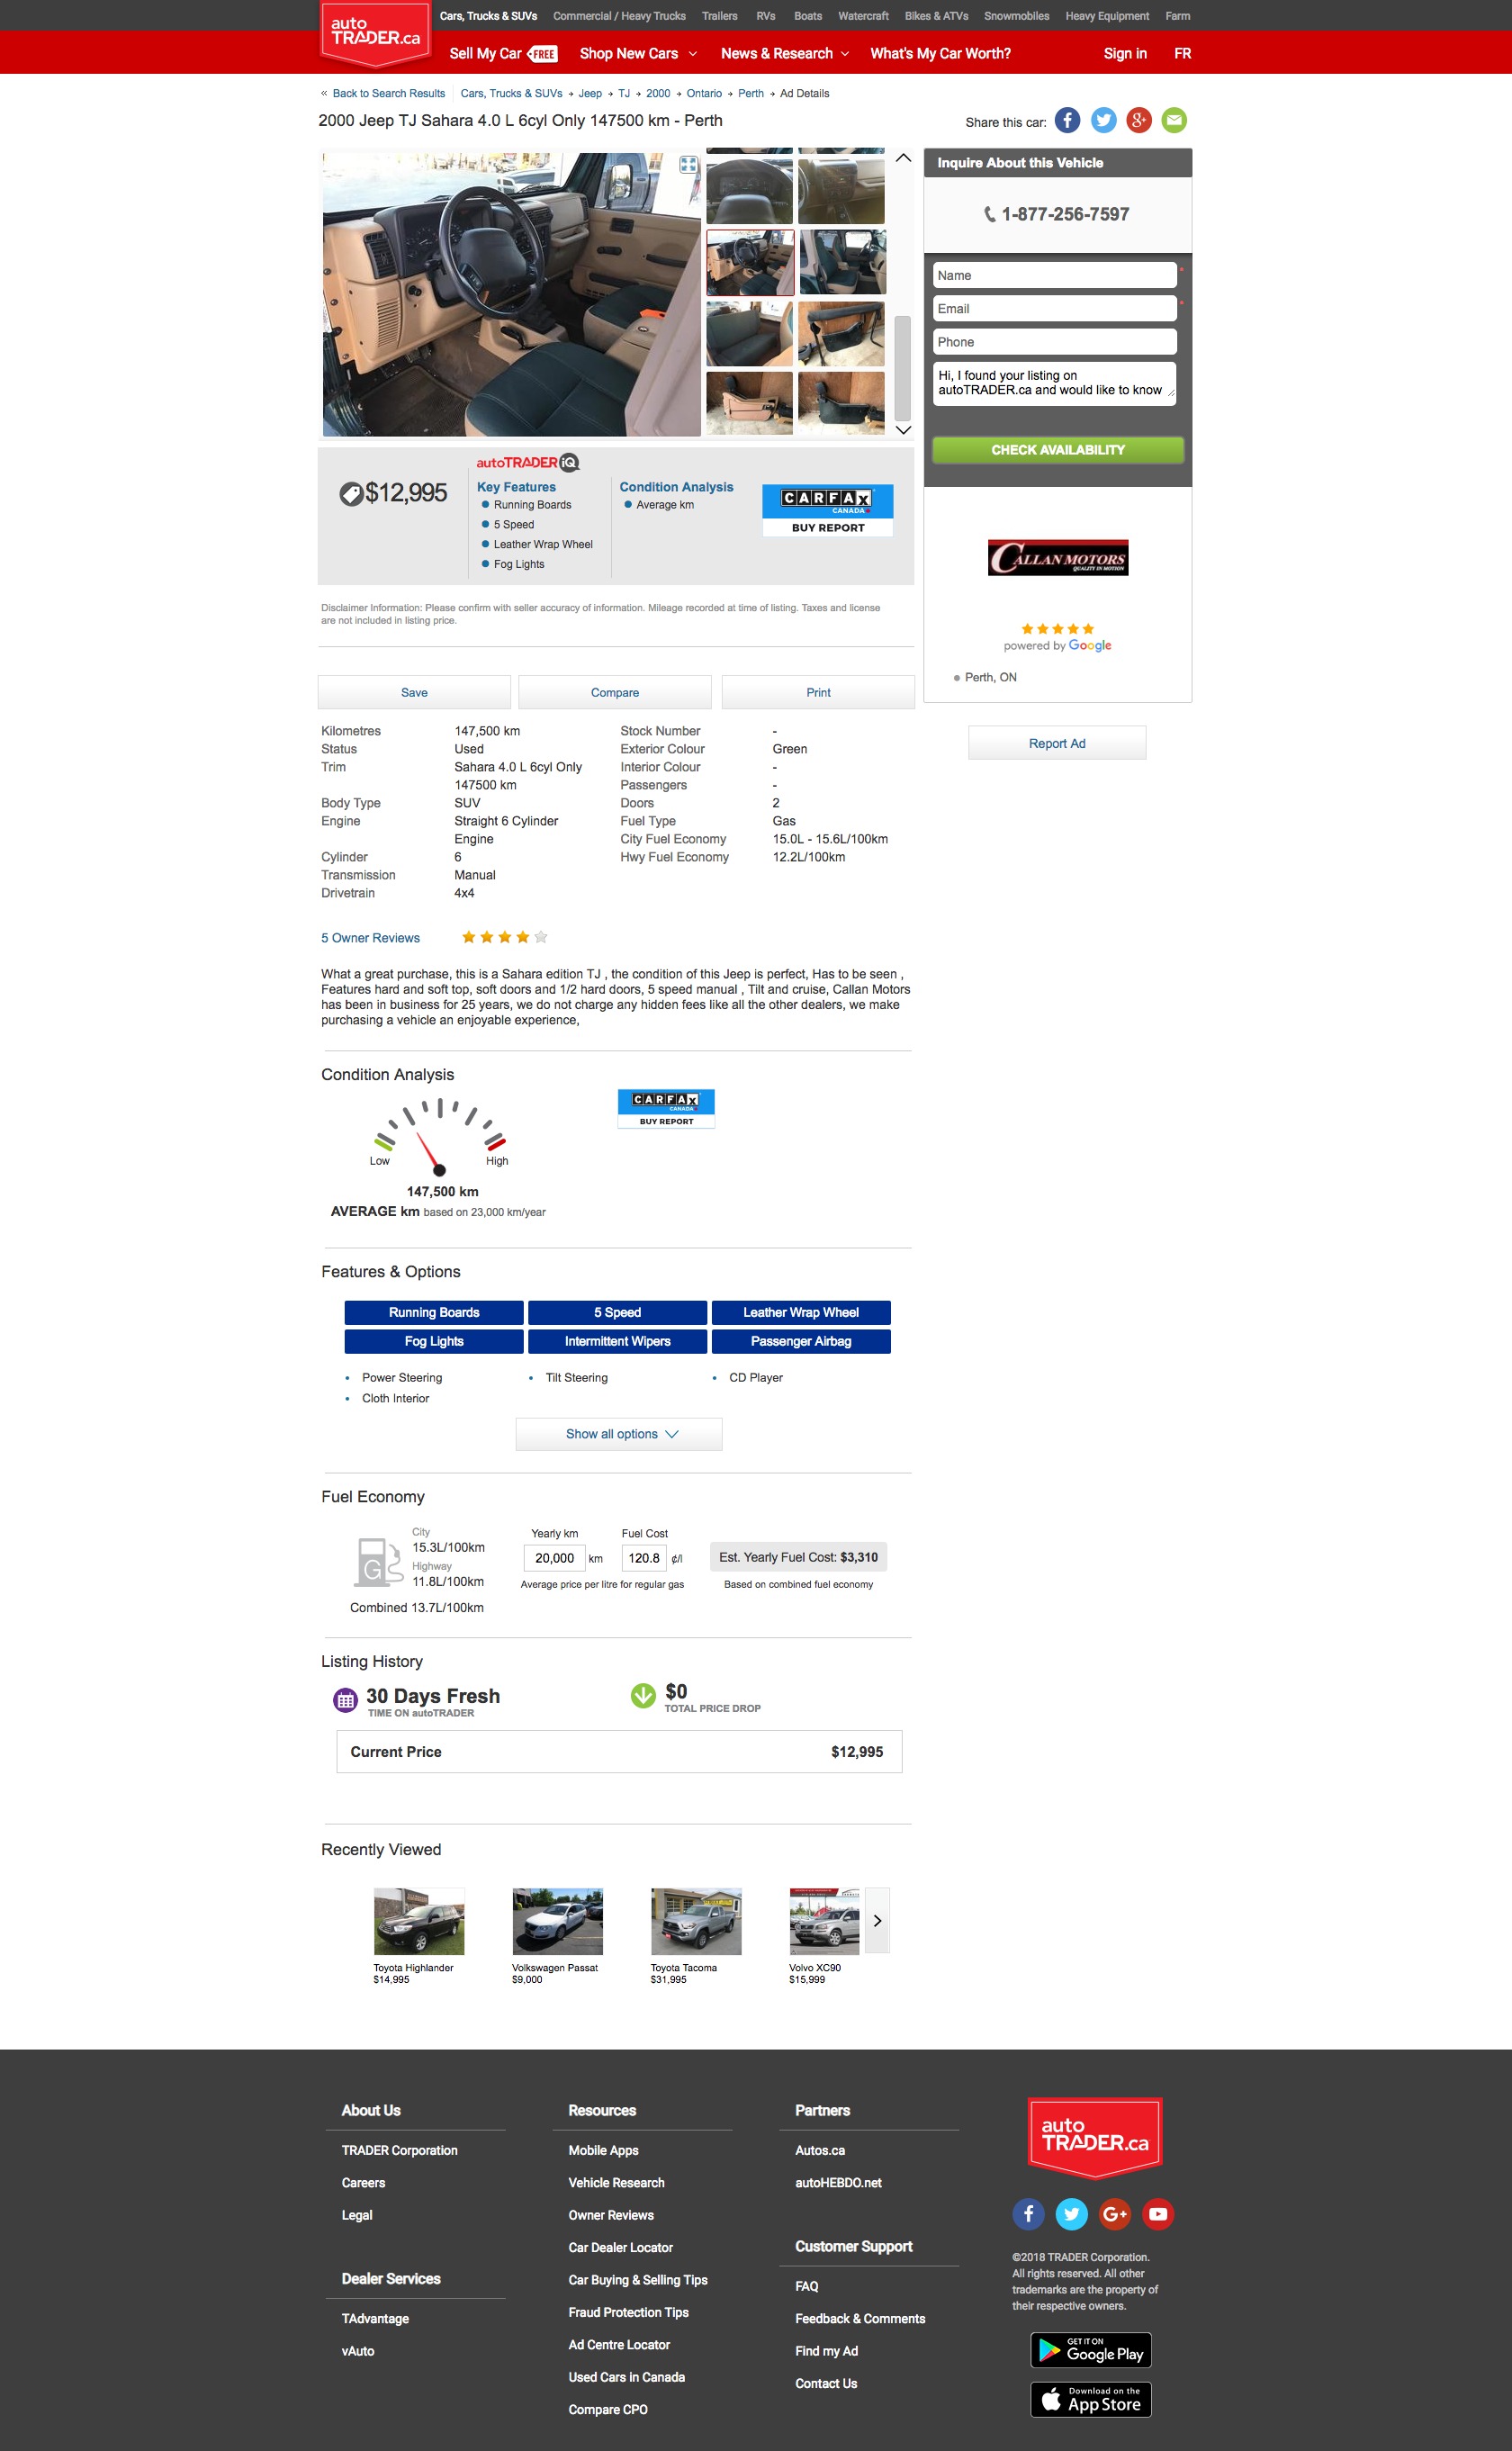 auto
TRADER.ca
Cars, Trucks & SUVs Commercial / Heavy Trucks Trailers RVs Boats Watercraft Bikes & ATVs Snowmobiles Heavy Equipment Farm
Sell My Car FREE Shop New Cars News & Research What's My Car Worth? Sign in FR
« Back to Search Results Cars, Trucks & SUVs Jeep TJ 2000 Ontario Perth Ad Details
2000 Jeep TJ Sahara 4.0 L 6cyl Only 147500 km - Perth
Share this car:
Inquire About this Vehicle
1-877-256-7597
Name *
Email *
Phone
Hi, I found your listing on
autoTRADER.ca and would like to know
CHECK AVAILABILITY
CALLAN MOTORS
QUALITY IN MOTION
powered by Google
Perth, ON
Report Ad
$12,995
autoTRADER iQ
Key Features
Running Boards
5 Speed
Leather Wrap Wheel
Fog Lights
Condition Analysis
Average km
CARFAX
CANADA
BUY REPORT
Disclaimer Information: Please confirm with seller accuracy of information. Mileage recorded at time of listing. Taxes and license
are not included in listing price.
Save Compare Print
Kilometres 147,500 km Stock Number -
Status Used Exterior Colour Green
Trim Sahara 4.0 L 6cyl Only Interior Colour -
147500 km Passengers -
Body Type SUV Doors 2
Engine Straight 6 Cylinder Fuel Type Gas
Engine City Fuel Economy 15.0L - 15.6L/100km
Cylinder 6 Hwy Fuel Economy 12.2L/100km
Transmission Manual
Drivetrain 4x4
5 Owner Reviews
What a great purchase, this is a Sahara edition TJ , the condition of this Jeep is perfect, Has to be seen ,
Features hard and soft top, soft doors and 1/2 hard doors, 5 speed manual , Tilt and cruise, Callan Motors
has been in business for 25 years, we do not charge any hidden fees like all the other dealers, we make
purchasing a vehicle an enjoyable experience,
Condition Analysis
Low High
147,500 km
AVERAGE km based on 23,000 km/year
CARFAX
CANADA
BUY REPORT
Features & Options
Running Boards 5 Speed Leather Wrap Wheel
Fog Lights Intermittent Wipers Passenger Airbag
Power Steering Tilt Steering CD Player
Cloth Interior
Show all options
Fuel Economy
G
City
15.3L/100km
Highway
11.8L/100km
Combined 13.7L/100km
Yearly km Fuel Cost
20,000 km 120.8 ¢/l
Average price per litre for regular gas
Est. Yearly Fuel Cost: $3,310
Based on combined fuel economy
Listing History
30 Days Fresh
TIME ON autoTRADER
$0
TOTAL PRICE DROP
Current Price $12,995
Recently Viewed
Toyota Highlander Volkswagen Passat Toyota Tacoma Volvo XC90
$14,995 $9,000 $31,995 $15,999
About Us
TRADER Corporation
Careers
Legal
Dealer Services
TAdvantage
vAuto
Resources
Mobile Apps
Vehicle Research
Owner Reviews
Car Dealer Locator
Car Buying & Selling Tips
Fraud Protection Tips
Ad Centre Locator
Used Cars in Canada
Compare CPO
Partners
Autos.ca
autoHEBDO.net
Customer Support
FAQ
Feedback & Comments
Find my Ad
Contact Us
auto
TRADER.ca
©2018 TRADER Corporation.
All rights reserved. All other
trademarks are the property of
their respective owners.
GET IT ON
Google Play
Download on the
App Store